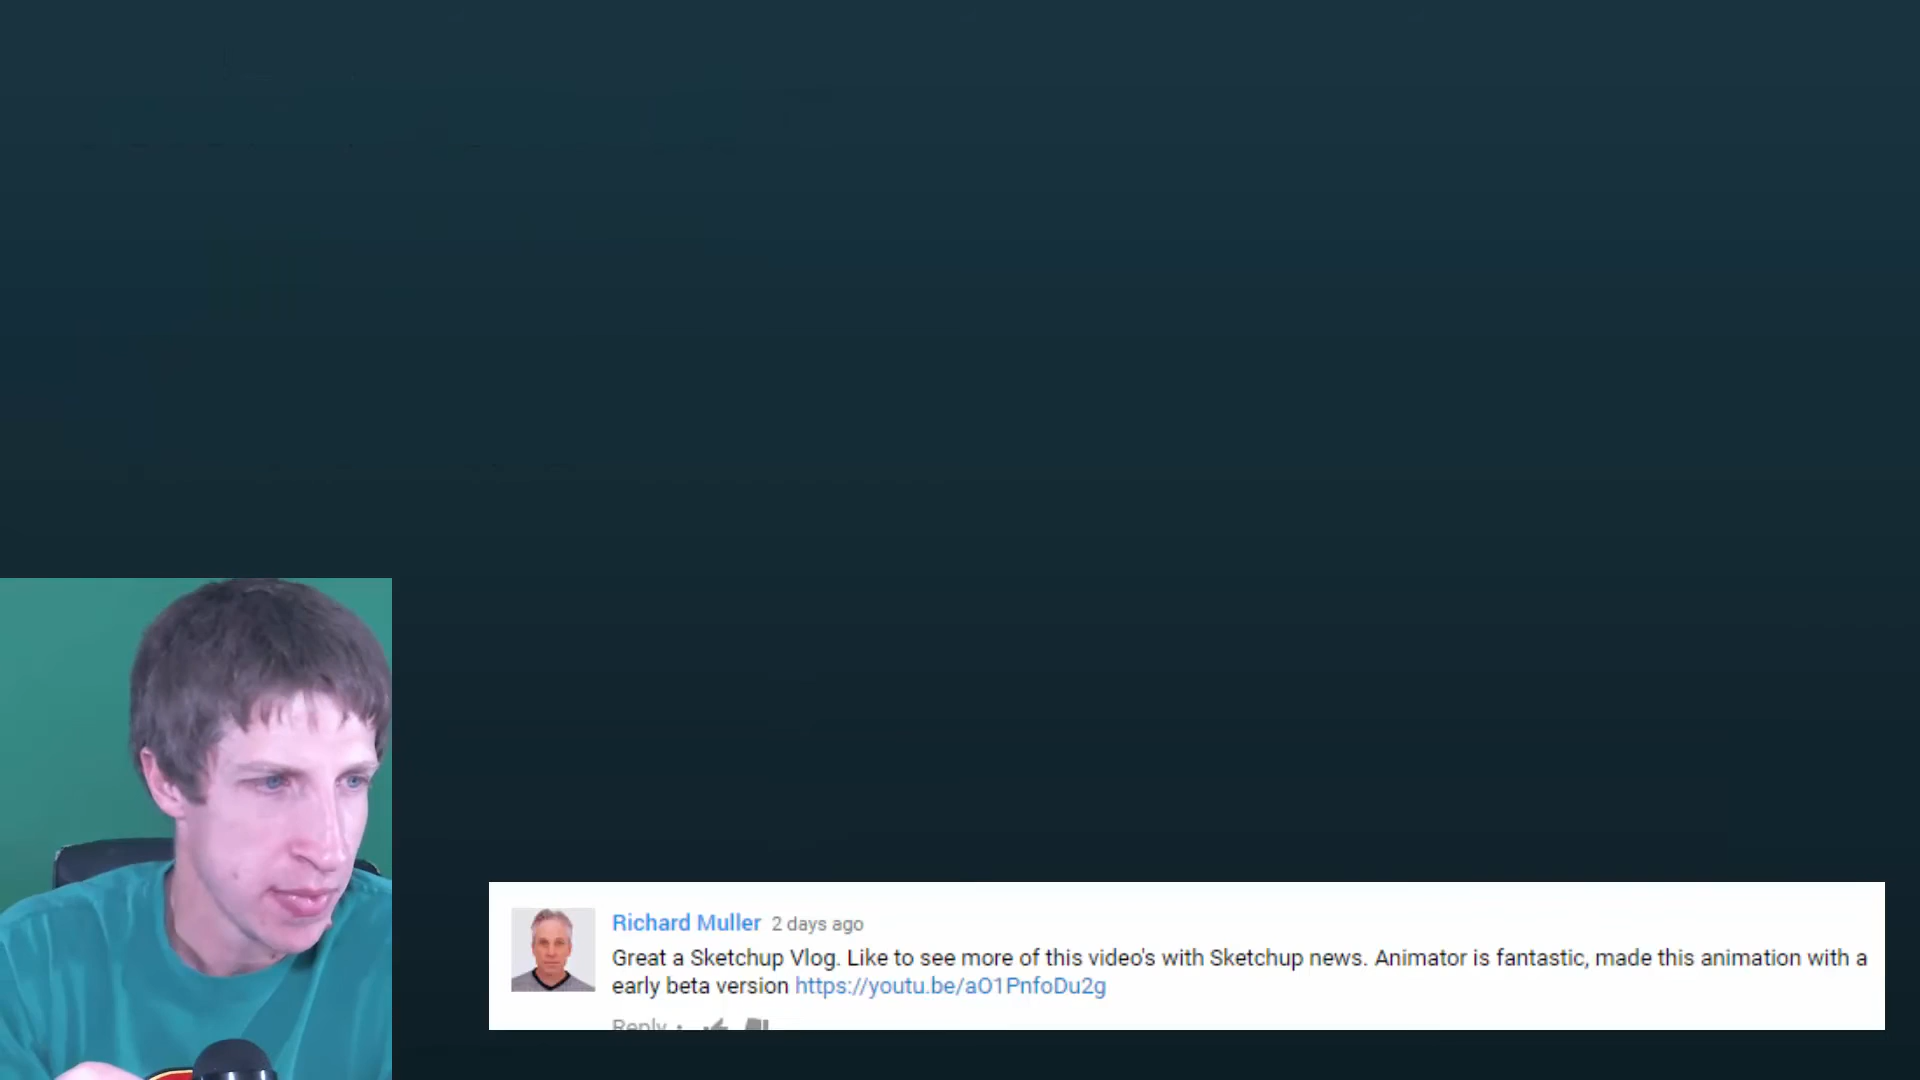 Richard Muller 2 days ago
Great a Sketchup Vlog. Like to see more of this video's with Sketchup news. Animator is fantastic, made this animation with a
early beta version https://youtu.be/aO1PnfoDu2g
Reply